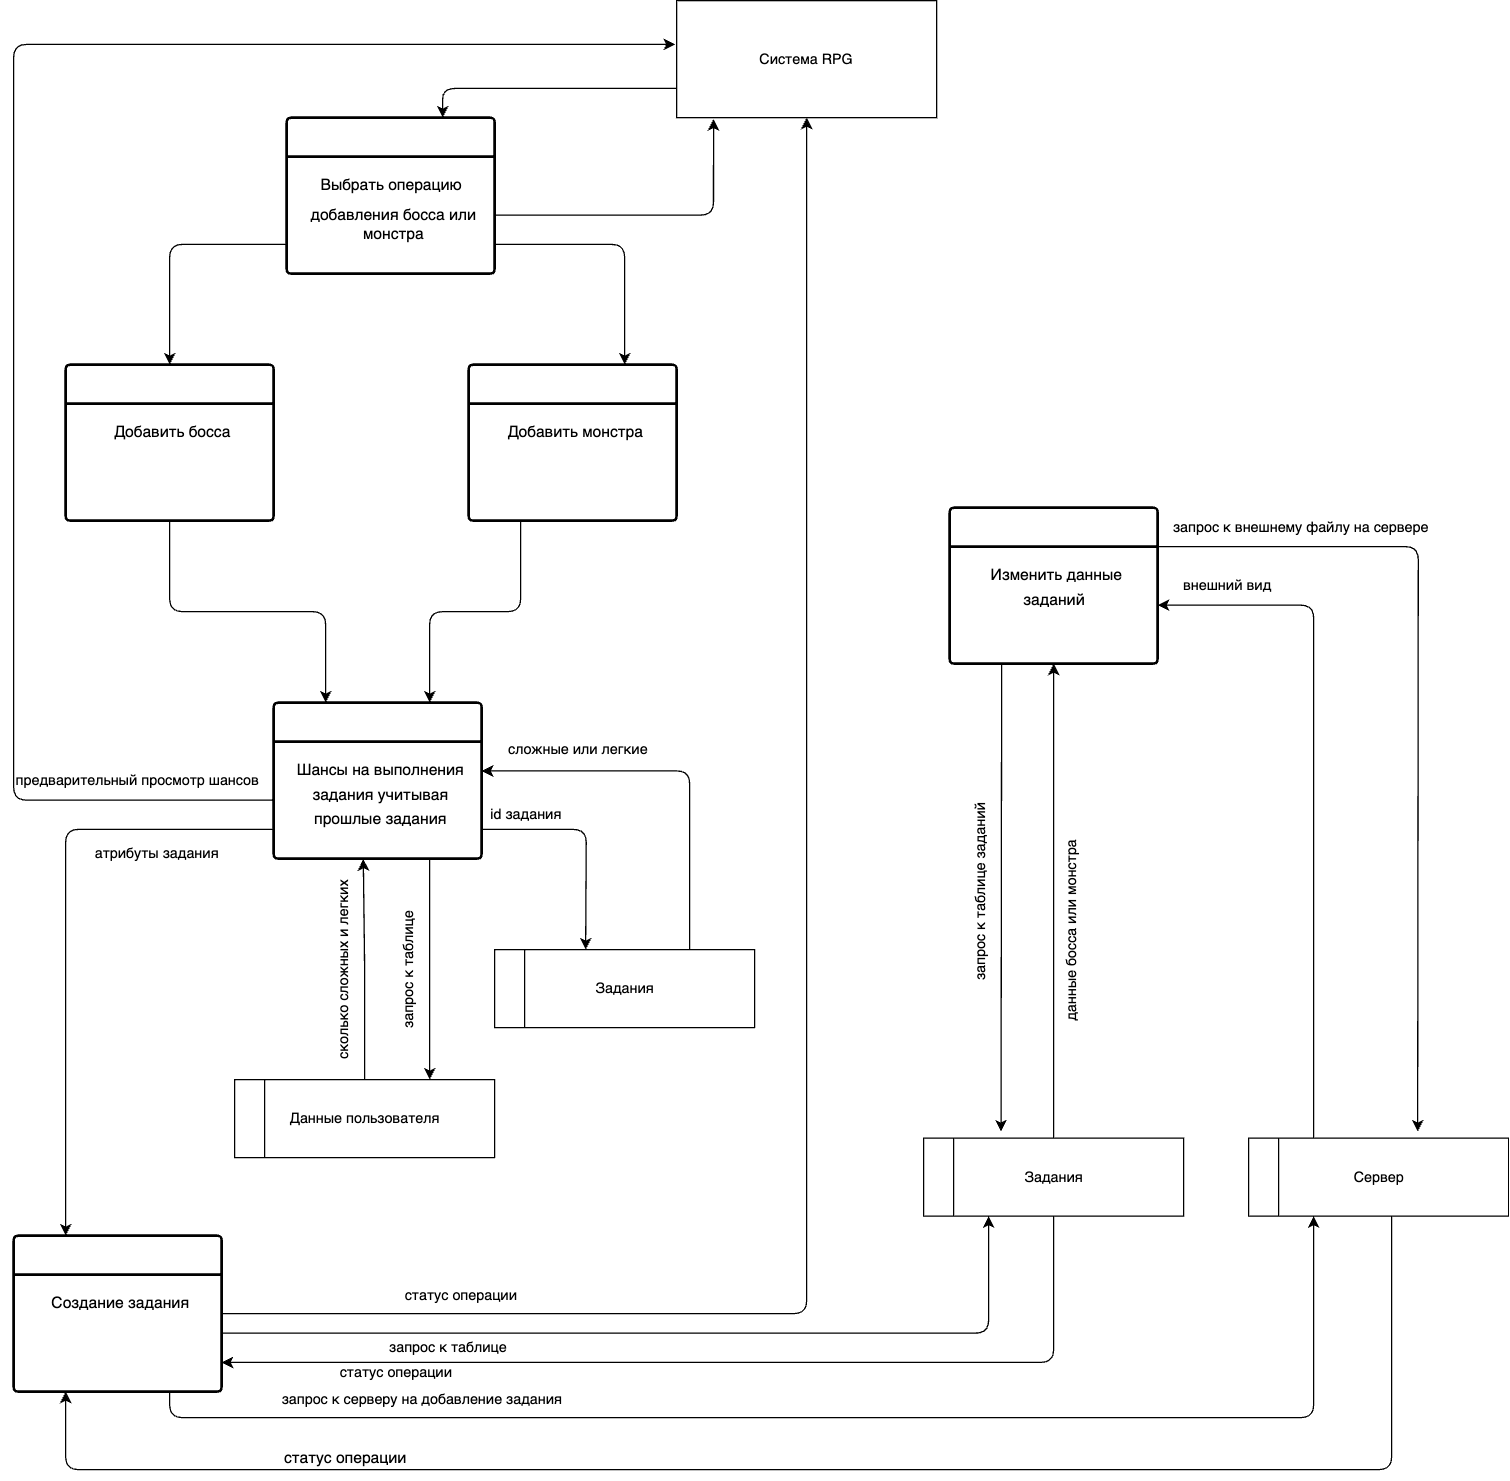 Система RPG
Выбрать операцию
добавления босса или
монстра
Добавить босса
Добавить монстра
запрос к внешнему файлу на сервере
Изменить данные
заданий
внешний вид
сложные или легкие
Шансы на выполнения
задания учитывая
прошлые задания
предварительный просмотр шансов
id задания
атрибуты задания
сколько сложных и легких
запрос к таблице
запрос к таблице заданий
данные босса или монстра
Задания
Данные пользователя
Задания
Сервер
Создание задания
статус операции
запрос к таблице
статус операции
запрос к серверу на добавление задания
статус операции